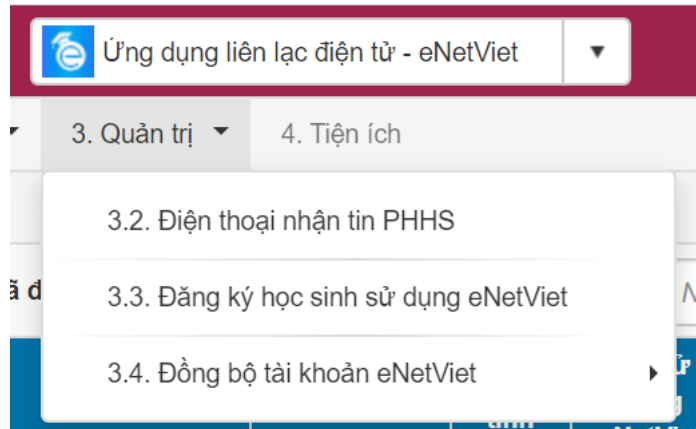 Ứng dụng liên lạc điện tử - eNetViet
3. Quản trị
4. Tiện ích
3.2. Điện thoại nhận tin PHHS
3.3. Đăng ký học sinh sử dụng eNetViet
3.4. Đồng bộ tài khoản eNetViet